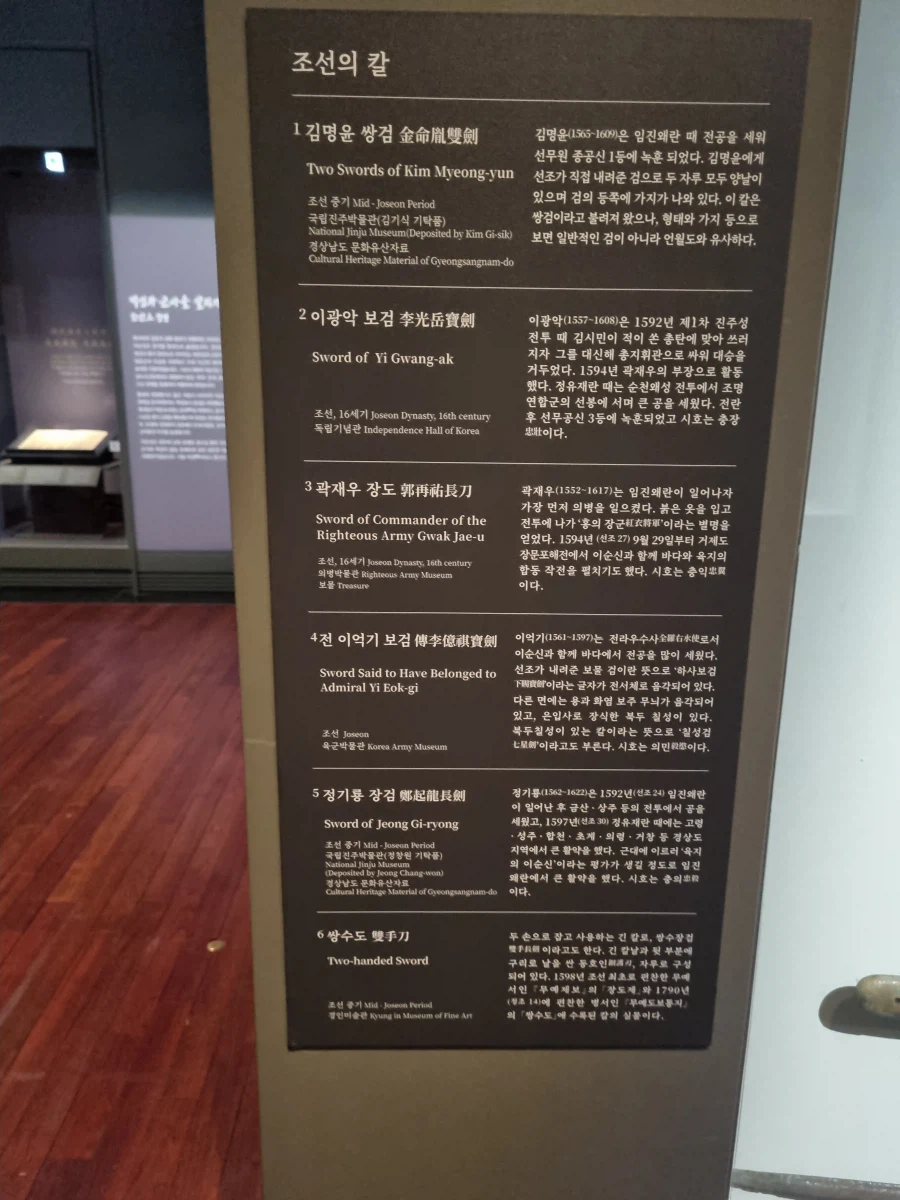 조선의 칼
1 김명윤 쌍검 金命胤雙劍
Two Swords of Kim Myeong-yun
조선 중기 Mid - Joseon Period
국립진주박물관(김기식 기탁품)
National Jinju Museum(Deposited by Kim Gi-sik)
경상남도 문화유산자료
Cultural Heritage Material of Gyeongsangnam-do
김명윤(1565~1609)은 임진왜란 때 전공을 세워
선무원 종공신 1등에 녹훈 되었다. 김명윤에게
선조가 직접 내려준 검으로 두 자루 모두 양날이
있으며 검의 등쪽에 가지가 나와 있다. 이 칼은
쌍검이라고 불려져 왔으나, 형태와 가지 등으로
보면 일반적인 검이 아니라 언월도와 유사하다.
2 이광악 보검 李光岳寶劍
Sword of Yi Gwang-ak
조선, 16세기 Joseon Dynasty, 16th century
독립기념관 Independence Hall of Korea
이광악(1557~1608)은 1592년 제1차 진주성
전투 때 김시민이 적이 쏜 총탄에 맞아 쓰러
지자 그를 대신해 총지휘관으로 싸워 대승을
거두었다. 1594년 곽재우의 부장으로 활동
했다. 정유재란 때는 순천왜성 전투에서 조명
연합군의 선봉에 서며 큰 공을 세웠다. 전란
후 선무공신 3등에 녹훈되었고 시호는 충장
忠壯이다.
3 곽재우 장도 郭再祐長刀
Sword of Commander of the
Righteous Army Gwak Jae-u
조선, 16세기 Joseon Dynasty, 16th century
의병박물관 Righteous Army Museum
보물 Treasure
곽재우(1552~1617)는 임진왜란이 일어나자
가장 먼저 의병을 일으켰다. 붉은 옷을 입고
전투에 나가 ‘홍의 장군紅衣將軍’이라는 별명을
얻었다. 1594년 (선조 27) 9월 29일부터 거제도
장문포해전에서 이순신과 함께 바다와 육지의
합동 작전을 펼치기도 했다. 시호는 충익忠翼
이다.
4 전 이억기 보검 傳李億祺寶劍
Sword Said to Have Belonged to
Admiral Yi Eok-gi
조선 Joseon
육군박물관 Korea Army Museum
이억기(1561~1597)는 전라우수사全羅右水使로서
이순신과 함께 바다에서 전공을 많이 세웠다.
선조가 내려준 보물 검이란 뜻으로 ‘하사보검
下賜寶劍’이라는 글자가 전서체로 음각되어 있다.
다른 면에는 용과 화염 보주 무늬가 음각되어
있고, 은입사로 장식한 북두 칠성이 있다.
북두칠성이 있는 칼이라는 뜻으로 ‘칠성검
七星劍’이라고도 부른다. 시호는 의민毅愍이다.
5 정기룡 장검 鄭起龍長劍
Sword of Jeong Gi-ryong
조선 중기 Mid - Joseon Period
국립진주박물관(정창원 기탁품)
National Jinju Museum
(Deposited by Jeong Chang-won)
경상남도 문화유산자료
Cultural Heritage Material of Gyeongsangnam-do
정기룡(1562~1622)은 1592년(선조 24) 임진왜란
이 일어난 후 금산 · 상주 등의 전투에서 공을
세웠고, 1597년(선조 30) 정유재란 때에는 고령
· 성주 · 합천 · 초계 · 의령 · 거창 등 경상도
지역에서 큰 활약을 했다. 근대에 이르러 ‘육지
의 이순신’이라는 평가가 생길 정도로 임진
왜란에서 큰 활약을 했다. 시호는 충의忠毅
이다.
6 쌍수도 雙手刀
Two-handed Sword
조선 중기 Mid - Joseon Period
경인미술관 Kyung in Museum of Fine Art
두 손으로 잡고 사용하는 긴 칼로, 쌍수장검
雙手長劍이라고도 한다. 긴 칼날과 뒷 부분에
구리로 날을 싼 동호인銅護刃, 자루로 구성
되어 있다. 1598년 조선 최초로 편찬한 무예
서인 『무예제보』의 「장도제」와 1790년
(정조 14)에 편찬한 병서인 『무예도보통지』
의 「쌍수도」에 수록된 칼의 실물이다.